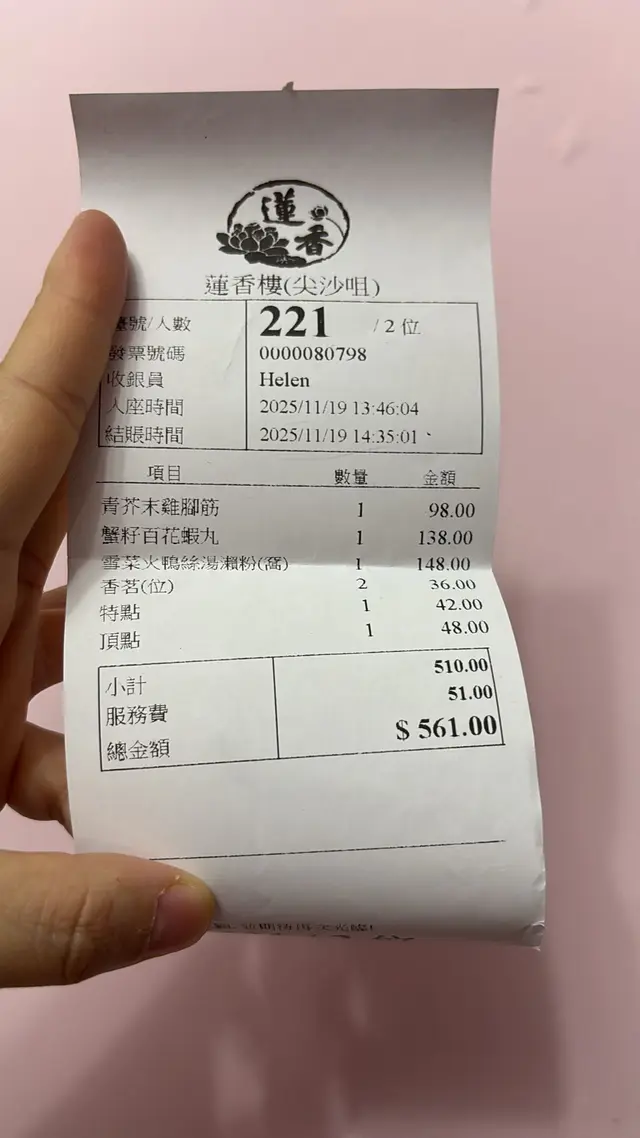 蓮香
蓮香樓(尖沙咀)
檯號/人數 221 / 2 位
發票號碼 0000080798
收銀員 Helen
入座時間 2025/11/19 13:46:04
結賬時間 2025/11/19 14:35:01
項目 數量 金額
青芥末雞腳筋 1 98.00
蟹籽百花蝦丸 1 138.00
雪菜火鴨絲湯瀨粉(窩) 1 148.00
香茗(位) 2 36.00
特點 1 42.00
頂點 1 48.00
小計 510.00
服務費 51.00
總金額 $ 561.00